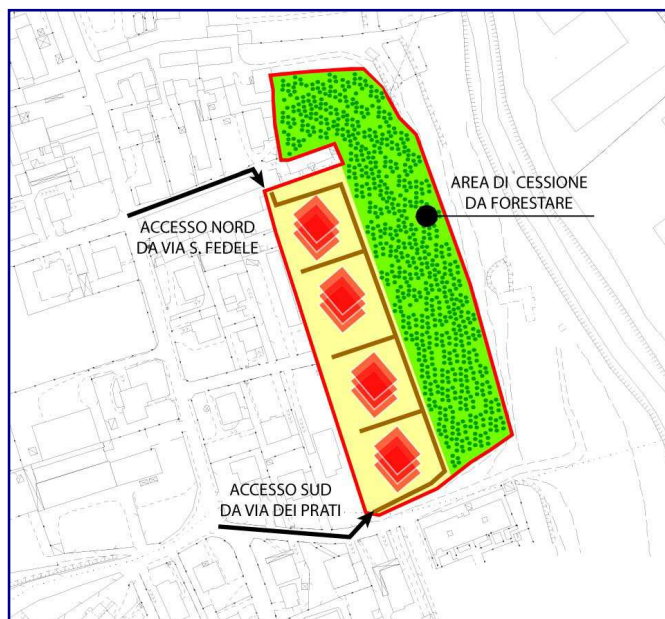 AREA DI CESSIONE
DA FORESTARE
ACCESSO NORD
DA VIA S. FEDELE
ACCESSO SUD
DA VIA DEI PRATI